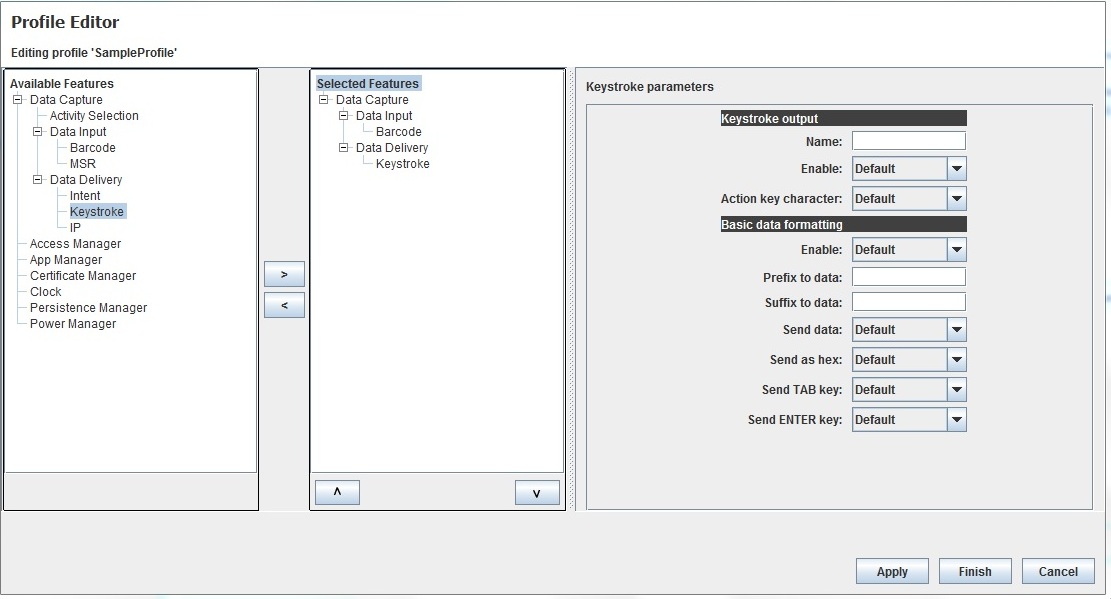 Profile Editor
Editing profile 'SampleProfile'
Available Features
Data Capture
Activity Selection
Data Input
Barcode
MSR
Data Delivery
Intent
Keystroke
IP
Access Manager
App Manager
Certificate Manager
Clock
Persistence Manager
Power Manager
>
<
Selected Features
Data Capture
Data Input
Barcode
Data Delivery
Keystroke
^
v
Keystroke parameters
Keystroke output
Name:
Enable: Default
Action key character: Default
Basic data formatting
Enable: Default
Prefix to data:
Suffix to data:
Send data: Default
Send as hex: Default
Send TAB key: Default
Send ENTER key: Default
Apply Finish Cancel